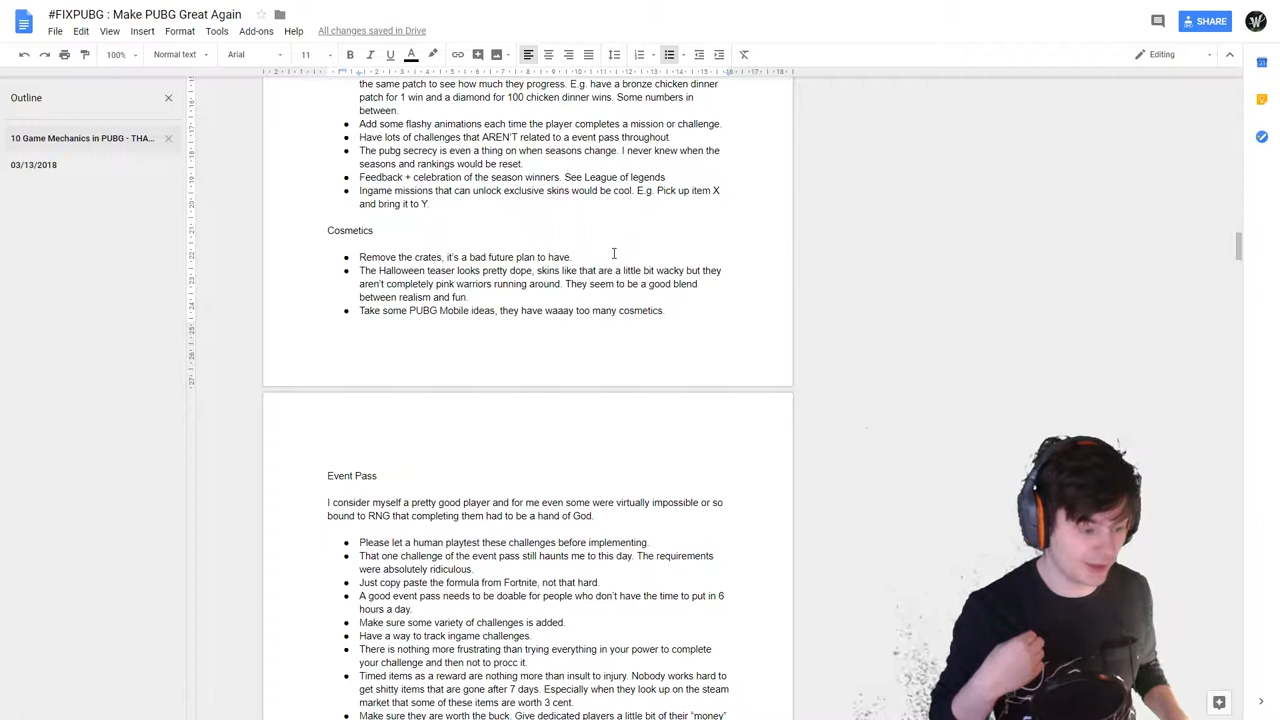 #FIXPUBG : Make PUBG Great Again
File Edit View Insert Format Tools Add-ons Help All changes saved in Drive
SHARE
100% Normal text Arial 11 Editing
Outline
10 Game Mechanics in PUBG - THA...
03/13/2018
the same patch to see how much they progress. E.g. have a bronze chicken dinner
patch for 1 win and a diamond for 100 chicken dinner wins. Some numbers in
between.
● Add some flashy animations each time the player completes a mission or challenge.
● Have lots of challenges that AREN'T related to a event pass throughout.
● The pubg secrecy is even a thing on when seasons change. I never knew when the
seasons and rankings would be reset.
● Feedback + celebration of the season winners. See League of legends
● Ingame missions that can unlock exclusive skins would be cool. E.g. Pick up item X
and bring it to Y.
Cosmetics
● Remove the crates, it's a bad future plan to have.
● The Halloween teaser looks pretty dope, skins like that are a little bit wacky but they
aren't completely pink warriors running around. They seem to be a good blend
between realism and fun.
● Take some PUBG Mobile ideas, they have waaay too many cosmetics.
Event Pass
I consider myself a pretty good player and for me even some were virtually impossible or so
bound to RNG that completing them had to be a hand of God.
● Please let a human playtest these challenges before implementing.
● That one challenge of the event pass still haunts me to this day. The requirements
were absolutely ridiculous.
● Just copy paste the formula from Fortnite, not that hard.
● A good event pass needs to be doable for people who don't have the time to put in 6
hours a day.
● Make sure some variety of challenges is added.
● Have a way to track ingame challenges.
● There is nothing more frustrating than trying everything in your power to complete
your challenge and then not to procc it.
● Timed items as a reward are nothing more than insult to injury. Nobody works hard to
get shitty items that are gone after 7 days. Especially when they look up on the steam
market that some of these items are worth 3 cent.
● Make sure they are worth the buck. Give dedicated players a little bit of their "money"